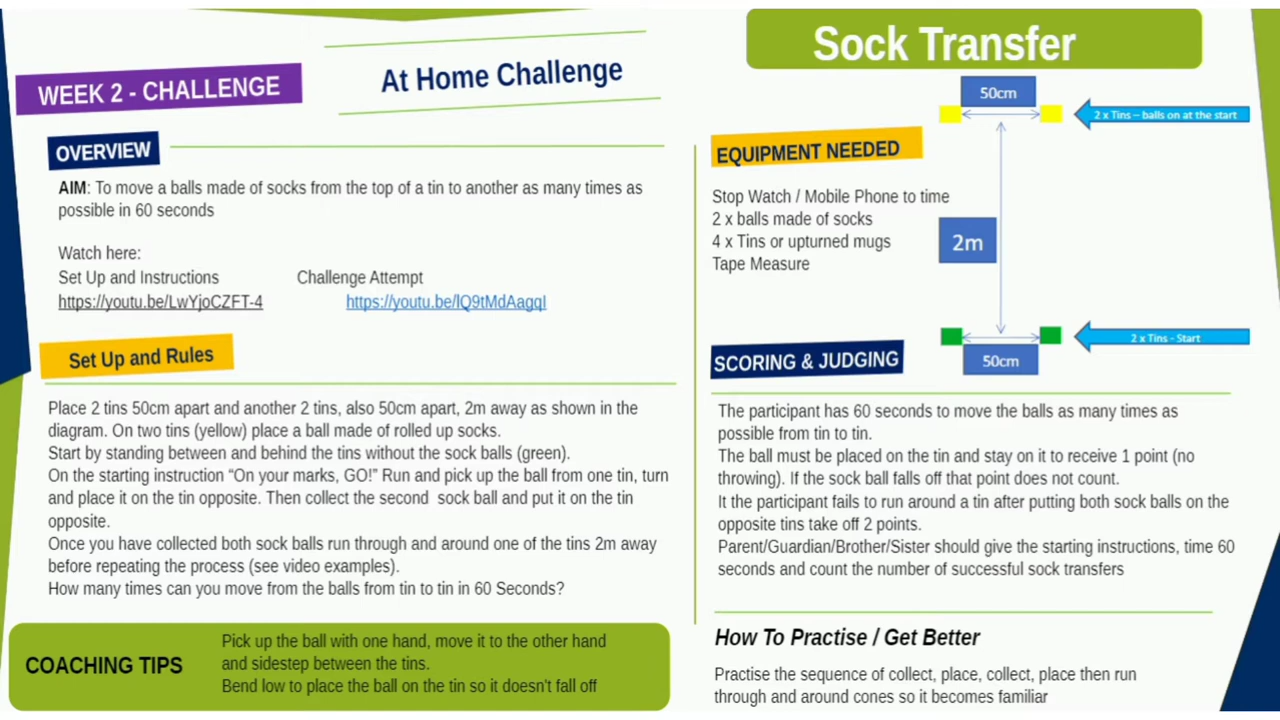 WEEK 2 - CHALLENGE
At Home Challenge
OVERVIEW
AIM: To move a balls made of socks from the top of a tin to another as many times as
possible in 60 seconds
Watch here:
Set Up and Instructions Challenge Attempt
https://youtu.be/LwYjoCZFT-4 https://youtu.be/lQ9tMdAagqI
Set Up and Rules
Place 2 tins 50cm apart and another 2 tins, also 50cm apart, 2m away as shown in the
diagram. On two tins (yellow) place a ball made of rolled up socks.
Start by standing between and behind the tins without the sock balls (green).
On the starting instruction “On your marks, GO!” Run and pick up the ball from one tin, turn
and place it on the tin opposite. Then collect the second sock ball and put it on the tin
opposite.
Once you have collected both sock balls run through and around one of the tins 2m away
before repeating the process (see video examples).
How many times can you move from the balls from tin to tin in 60 Seconds?
COACHING TIPS
Pick up the ball with one hand, move it to the other hand
and sidestep between the tins.
Bend low to place the ball on the tin so it doesn't fall off
Sock Transfer
50cm
2 x Tins – balls on at the start
EQUIPMENT NEEDED
Stop Watch / Mobile Phone to time
2 x balls made of socks
4 x Tins or upturned mugs
Tape Measure
2m
2 x Tins - Start
50cm
SCORING & JUDGING
The participant has 60 seconds to move the balls as many times as
possible from tin to tin.
The ball must be placed on the tin and stay on it to receive 1 point (no
throwing). If the sock ball falls off that point does not count.
It the participant fails to run around a tin after putting both sock balls on the
opposite tins take off 2 points.
Parent/Guardian/Brother/Sister should give the starting instructions, time 60
seconds and count the number of successful sock transfers
How To Practise / Get Better
Practise the sequence of collect, place, collect, place then run
through and around cones so it becomes familiar